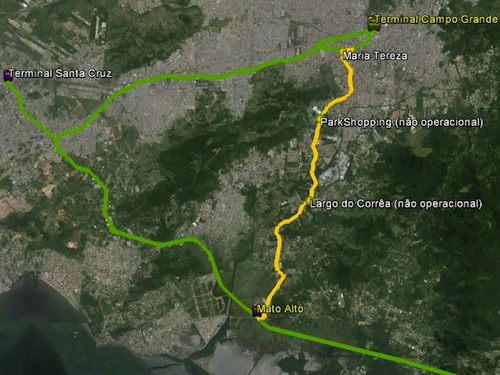 Terminal Campo Grande
Maria Tereza
Terminal Santa Cruz
ParkShopping (não operacional)
Largo do Corrêa (não operacional)
Mato Alto